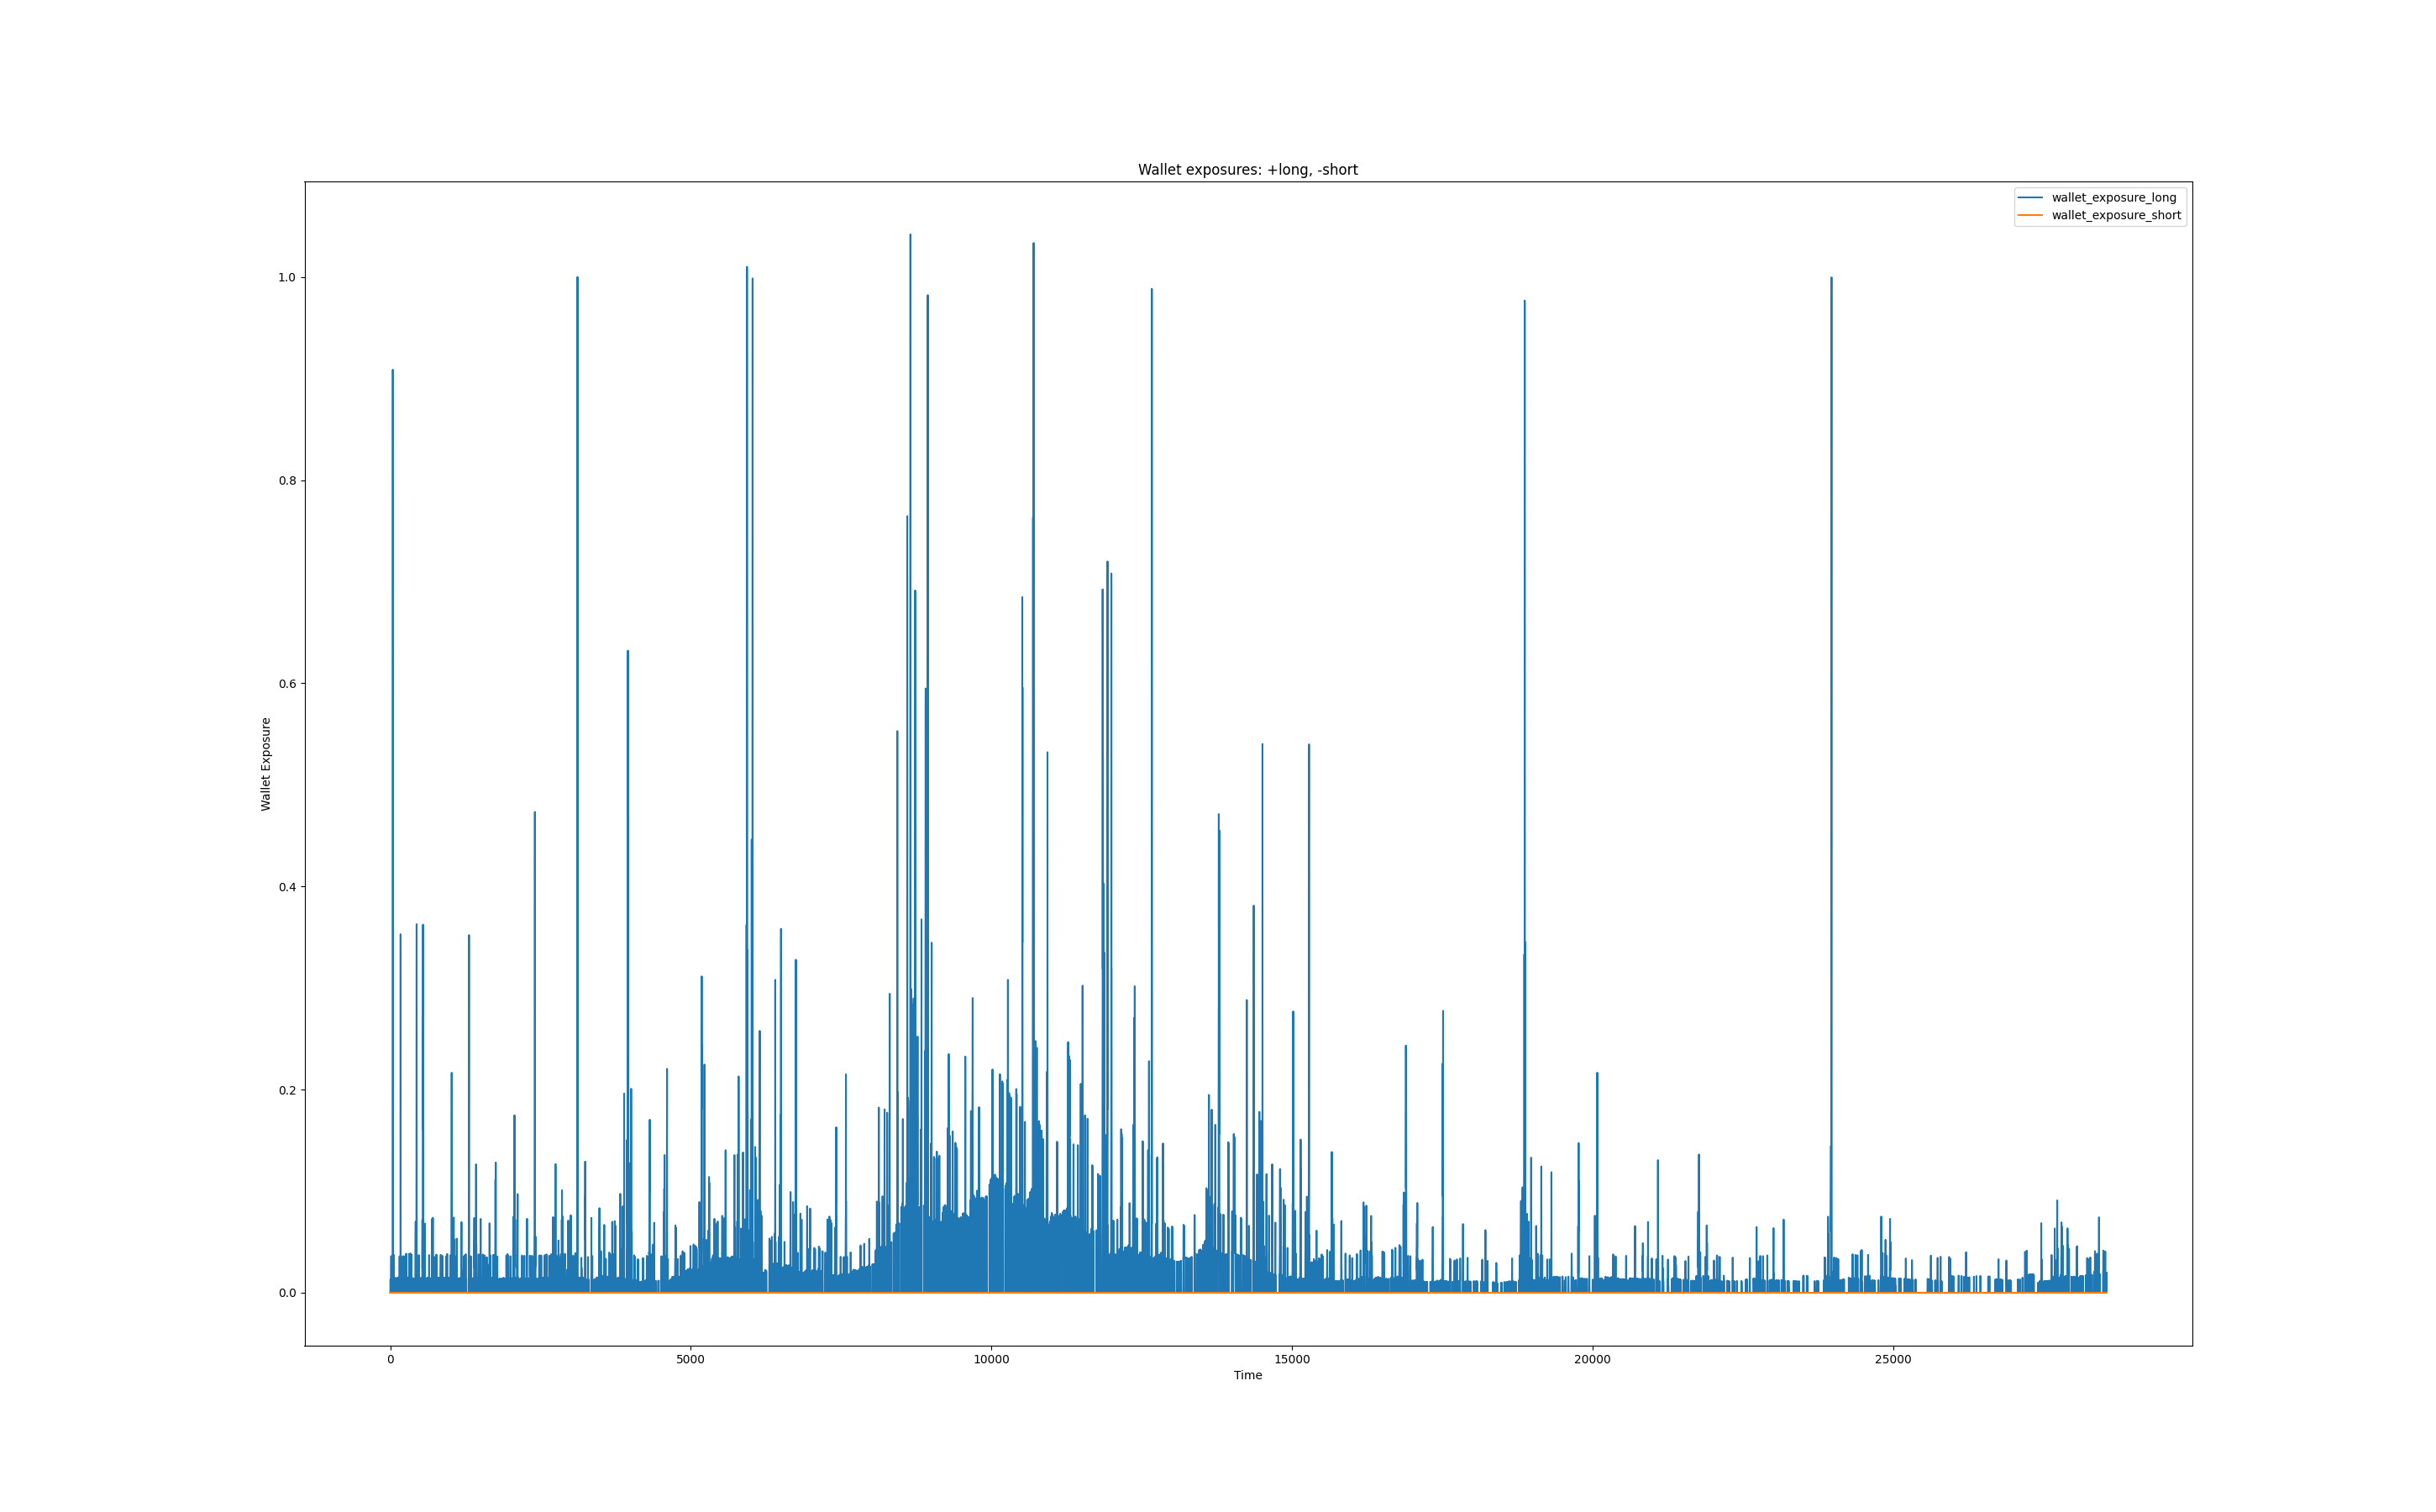 Wallet exposures: +long, -short
wallet_exposure_long
wallet_exposure_short
1.0
0.8
0.6
0.4
0.2
0.0
Wallet Exposure
0 5000 10000 15000 20000 25000
Time